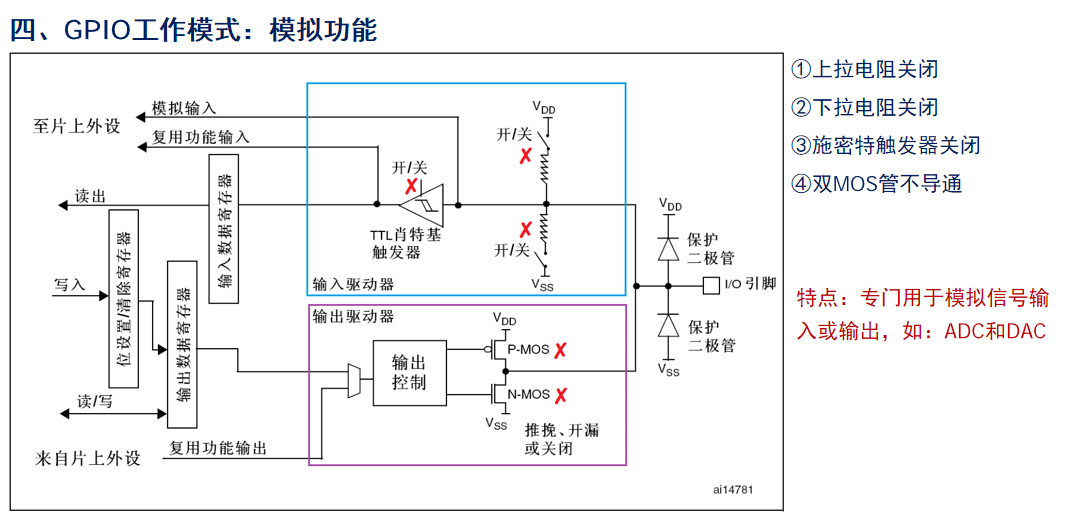 四、GPIO工作模式：模拟功能
①上拉电阻关闭
②下拉电阻关闭
③施密特触发器关闭
④双MOS管不导通
特点：专门用于模拟信号输
入或输出，如：ADC和DAC
至片上外设
模拟输入
复用功能输入
读出
输入数据寄存器
开/关
TTL肖特基
触发器
VDD
开/关
开/关
VSS
输入驱动器
写入
位设置/清除寄存器
输出数据寄存器
读/写
来自片上外设
复用功能输出
输出驱动器
输出
控制
VDD
P-MOS
N-MOS
VSS
推挽、开漏
或关闭
VDD
保护
二极管
I/O 引脚
保护
二极管
VSS
ai14781